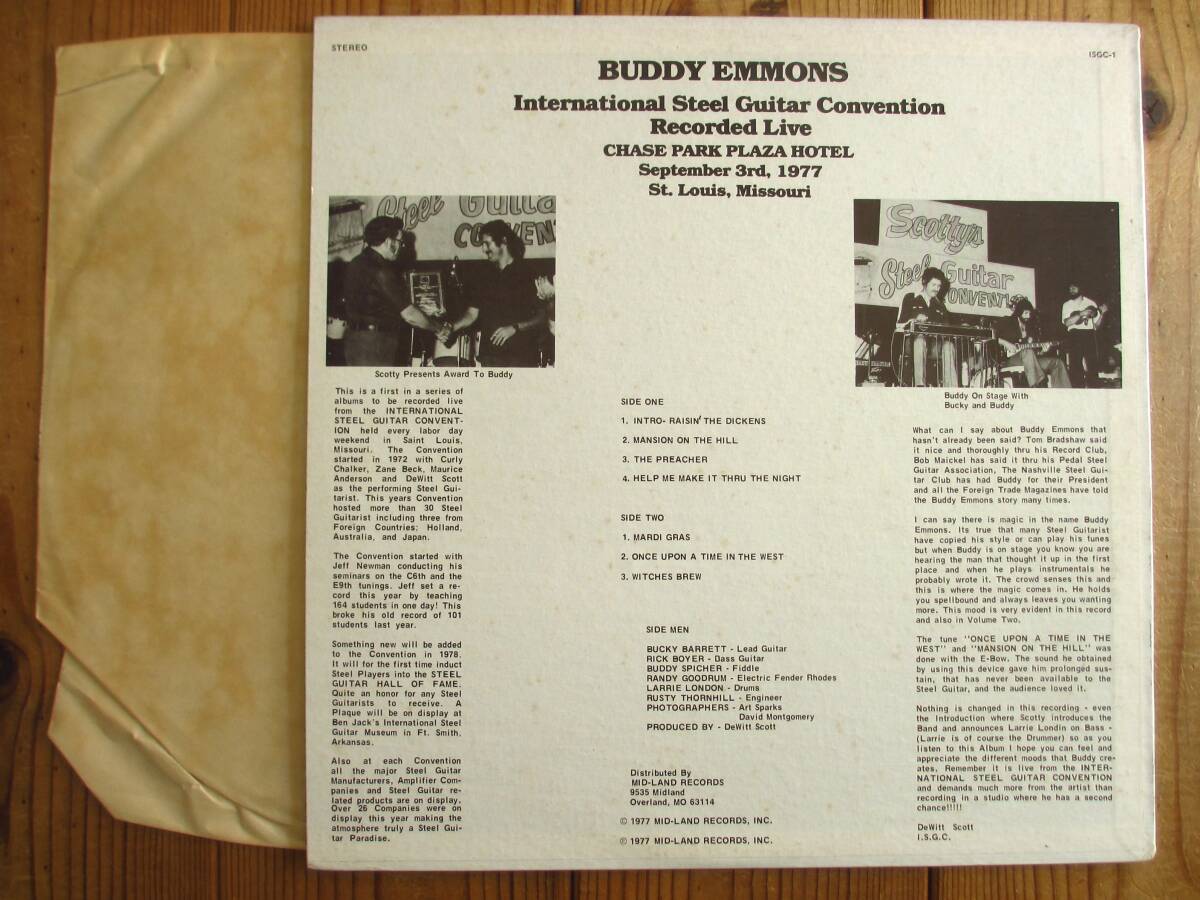 STEREO
ISGC-1
BUDDY EMMONS
International Steel Guitar Convention
Recorded Live
CHASE PARK PLAZA HOTEL
September 3rd, 1977
St. Louis, Missouri
Steel Guitar
CONVEN
Scotty Presents Award To Buddy
This is a first in a series of
albums to be recorded live
from the INTERNATIONAL
STEEL GUITAR CONVENT-
ION held every labor day
weekend in Saint Louis,
Missouri. The Convention
started in 1972 with Curly
Chalker, Zane Beck, Maurice
Anderson and DeWitt Scott
as the performing Steel Gui-
tarist. This years Convention
hosted more than 30 Steel
Guitarist including three from
Foreign Countries; Holland,
Australia, and Japan.
The Convention started with
Jeff Newman conducting his
seminars on the C6th and the
E9th tunings. Jeff set a re-
cord this year by teaching
164 students in one day! This
broke his old record of 101
students last year.
Something new will be added
to the Convention in 1978.
It will for the first time induct
Steel Players into the STEEL
GUITAR HALL OF FAME.
Quite an honor for any Steel
Guitarists to receive. A
Plaque will be on display at
Ben Jack's International Steel
Guitar Museum in Ft. Smith,
Arkansas.
Also at each Convention
all the major Steel Guitar
Manufacturers, Amplifier Com-
panies and Steel Guitar re-
lated products are on display.
Over 26 Companies were on
display this year making the
atmosphere truly a Steel Gui-
tar Paradise.
SIDE ONE
1. INTRO- RAISIN' THE DICKENS
2. MANSION ON THE HILL
3. THE PREACHER
4. HELP ME MAKE IT THRU THE NIGHT
SIDE TWO
1. MARDI GRAS
2. ONCE UPON A TIME IN THE WEST
3. WITCHES BREW
SIDE MEN
BUCKY BARRETT - Lead Guitar
RICK BOYER - Dass Guitar
BUDDY SPICHER - Fiddle
RANDY GOODRUM - Electric Fender Rhodes
LARRIE LONDON - Drums
RUSTY THORNHILL - Engineer
PHOTOGRAPHERS - Art Sparks
David Montgomery
PRODUCED BY - DeWitt Scott
Distributed By
MID-LAND RECORDS
9535 Midland
Overland, MO 63114
© 1977 MID-LAND RECORDS, INC.
℗ 1977 MID-LAND RECORDS, INC.
Scotty's
Steel Guitar
CONVENTI
Buddy On Stage With
Bucky and Buddy
What can I say about Buddy Emmons that
hasn't already been said? Tom Bradshaw said
it nice and thoroughly thru his Record Club,
Bob Maickel has said it thru his Pedal Steel
Guitar Association, The Nashville Steel Gui-
tar Club has had Buddy for their President
and all the Foreign Trade Magazines have told
the Buddy Emmons story many times.
I can say there is magic in the name Buddy
Emmons. Its true that many Steel Guitarist
have copied his style or can play his tunes
but when Buddy is on stage you know you are
hearing the man that thought it up in the first
place and when he plays instrumentals he
probably wrote it. The crowd senses this and
this is where the magic comes in. He holds
you spellbound and always leaves you wanting
more. This mood is very evident in this record
and also in Volume Two.
The tune "ONCE UPON A TIME IN THE
WEST" and "MANSION ON THE HILL" was
done with the E-Bow. The sound he obtained
by using this device gave him prolonged sus-
tain, that has never been available to the
Steel Guitar, and the audience loved it.
Nothing is changed in this recording - even
the Introduction where Scotty introduces the
Band and announces Larrie Londin on Bass -
(Larrie is of course the Drummer) so as you
listen to this Album I hope you can feel and
appreciate the different moods that Buddy cre-
ates. Remember it is live from the INTER-
NATIONAL STEEL GUITAR CONVENTION
and demands much more from the artist than
recording in a studio where he has a second
chance!!!!!
DeWitt Scott
I.S.G.C.